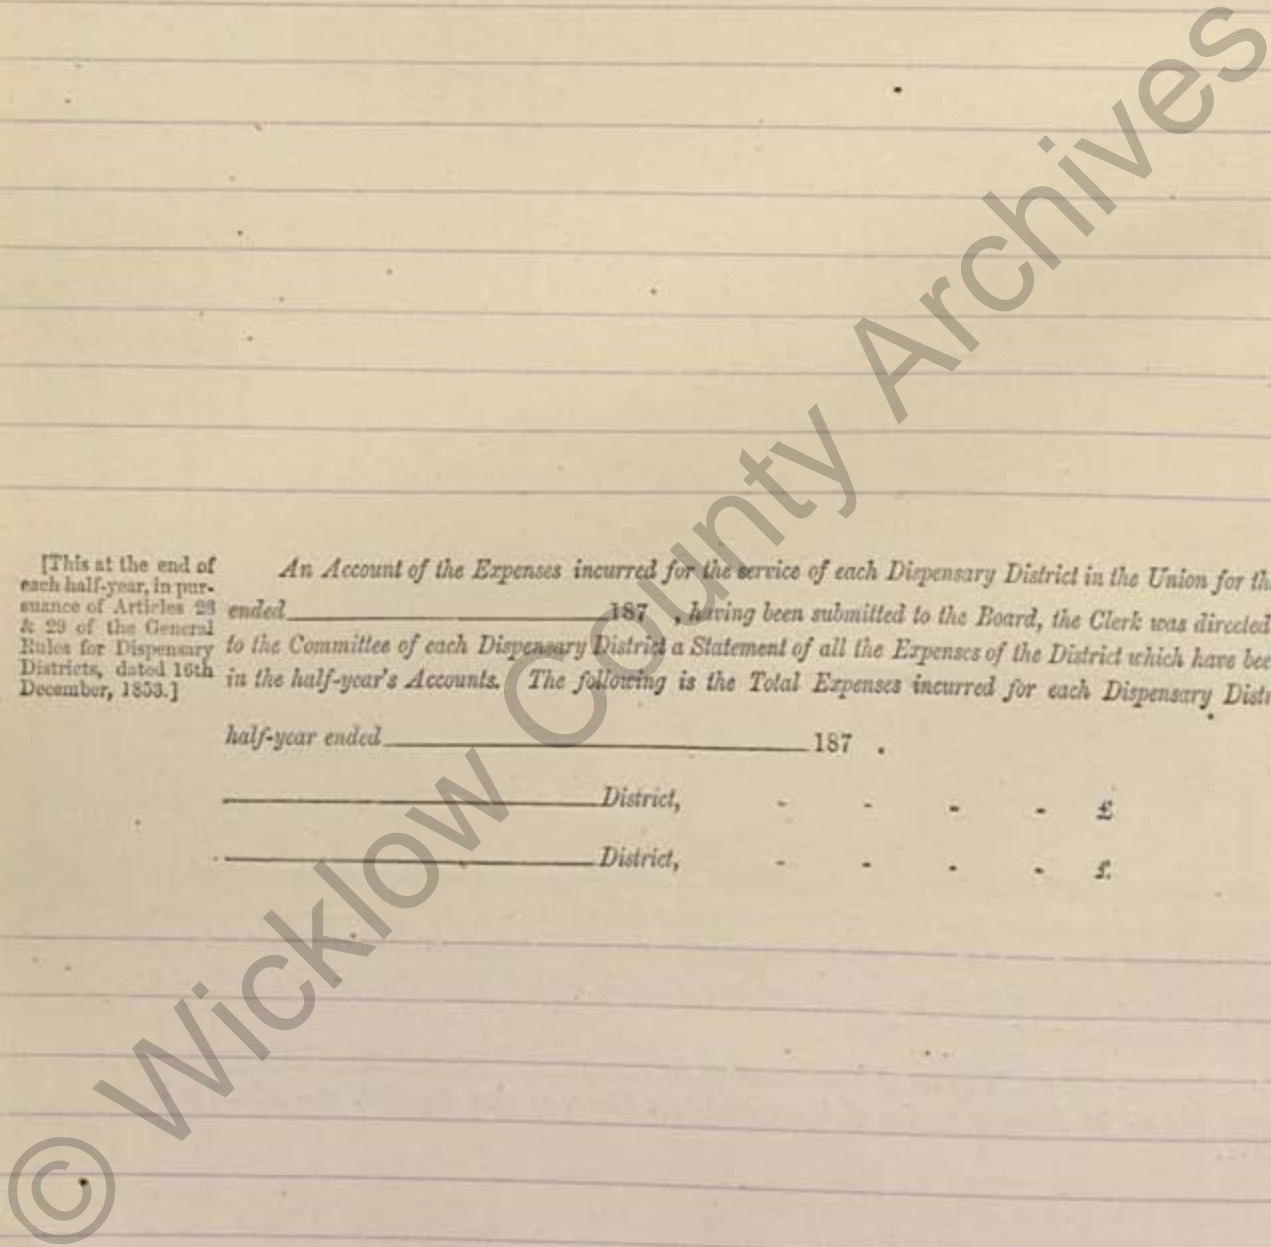 [This at the end of
each half-year, in pur-
suance of Articles 28
& 29 of the General
Rules for Dispensary
Districts, dated 16th
December, 1853.]
An Account of the Expenses incurred for the service of each Dispensary District in the Union for th
ended 187 , having been submitted to the Board, the Clerk was directed
to the Committee of each Dispensary District a Statement of all the Expenses of the District which have bee
in the half-year's Accounts. The following is the Total Expenses incurred for each Dispensary Distr
half-year ended 187 .
District, - - - - £
District, - - - - £
© Wicklow County Archives